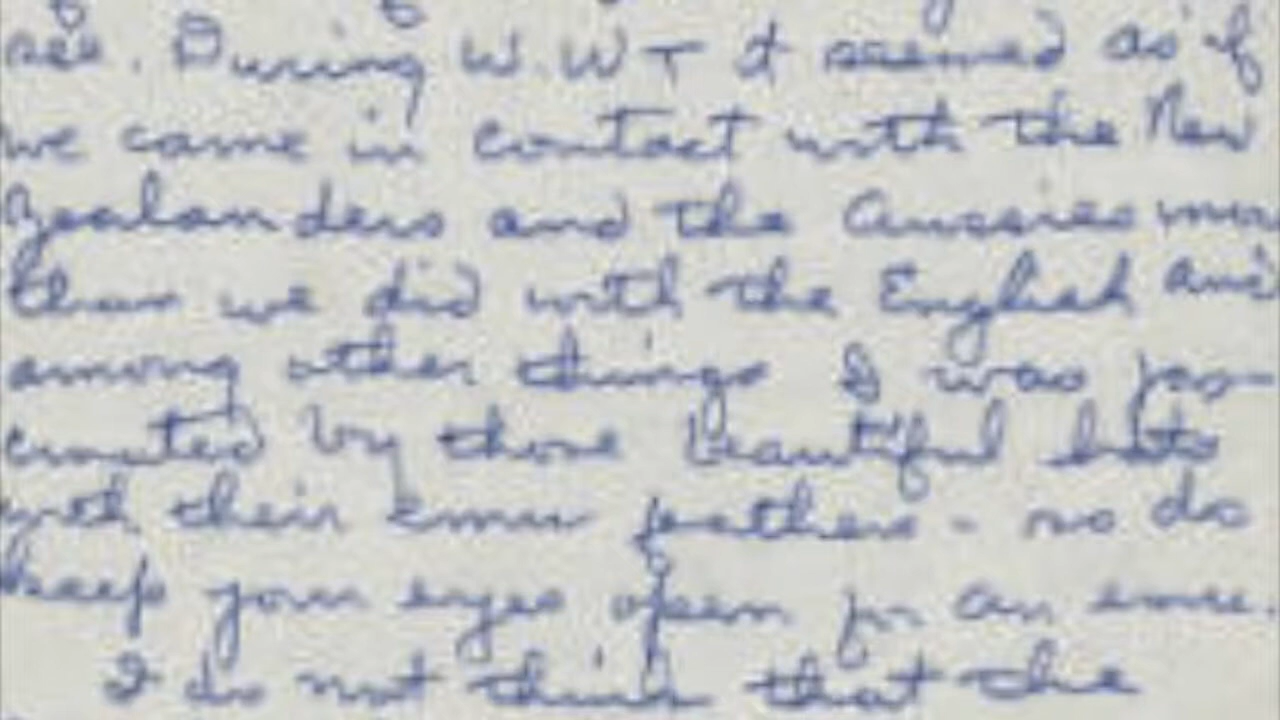 see. During W.W I it seemed as if
we came in contact with the New
Zealanders and the Aussies more
than we did with the English and
among other things I was fas-
cinated by those beautiful hats
with their emu feathers - so do
keep your eyes open for an emu.
I do not think that the